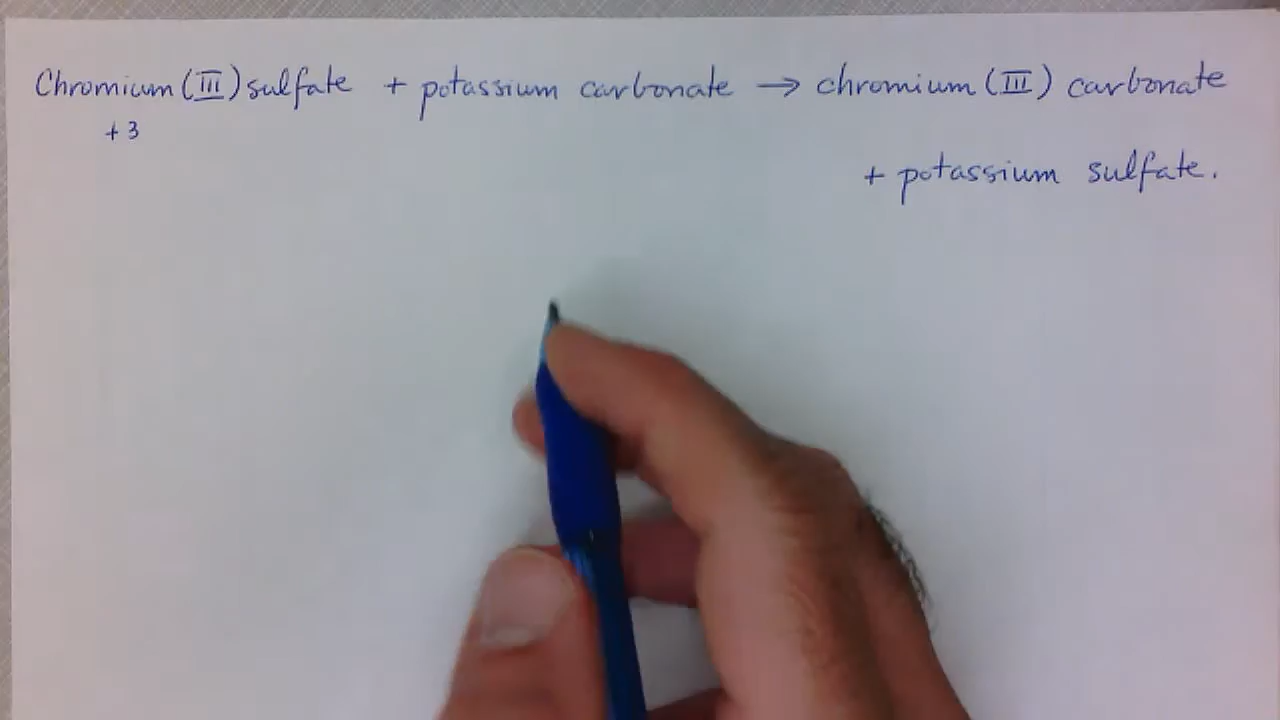 Chromium (III) sulfate + potassium carbonate → chromium (III) carbonate
+3
+ potassium sulfate.